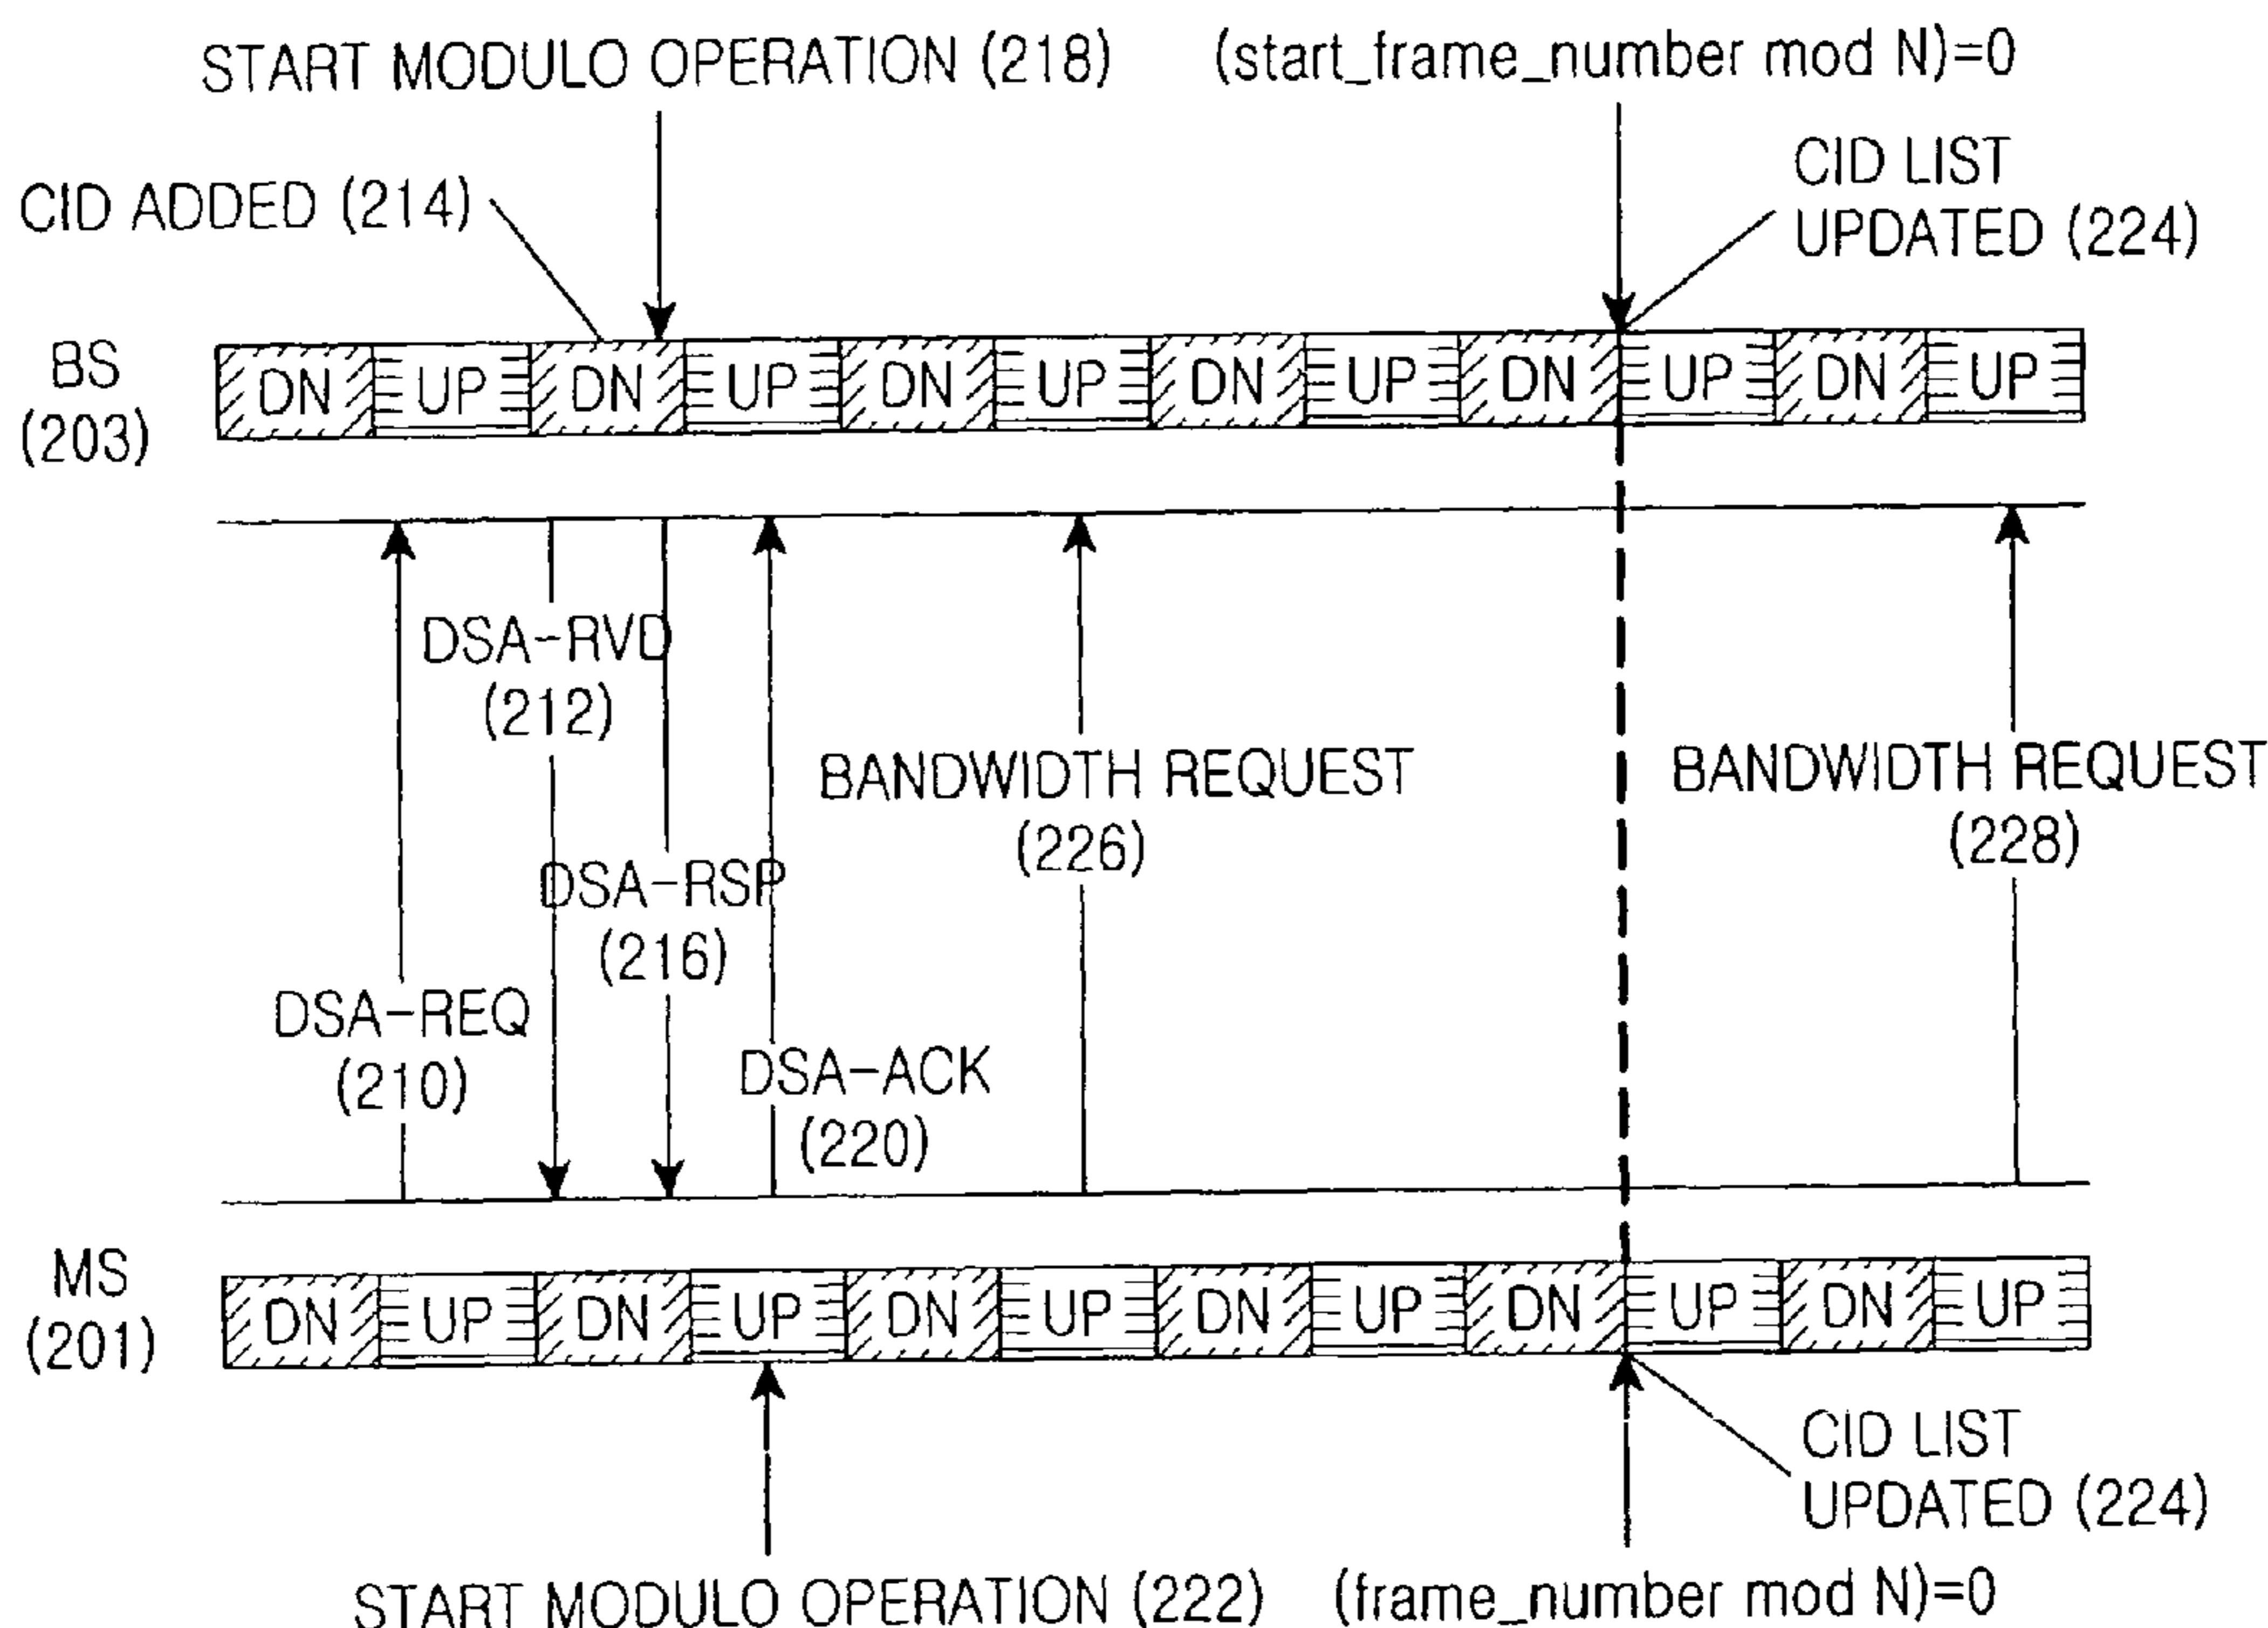 START MODULO OPERATION (218)
(start_frame_number mod N)=0
CID ADDED (214)
CID LIST
UPDATED (224)
BS
(203)
DN UP DN UP DN UP DN UP DN UP DN UP
DSA-RVD
(212)
BANDWIDTH REQUEST
(226)
BANDWIDTH REQUEST
(228)
DSA-RSP
(216)
DSA-REQ
(210)
DSA-ACK
(220)
MS
(201)
DN UP DN UP DN UP DN UP DN UP DN UP
CID LIST
UPDATED (224)
START MODULO OPERATION (222)
(frame_number mod N)=0